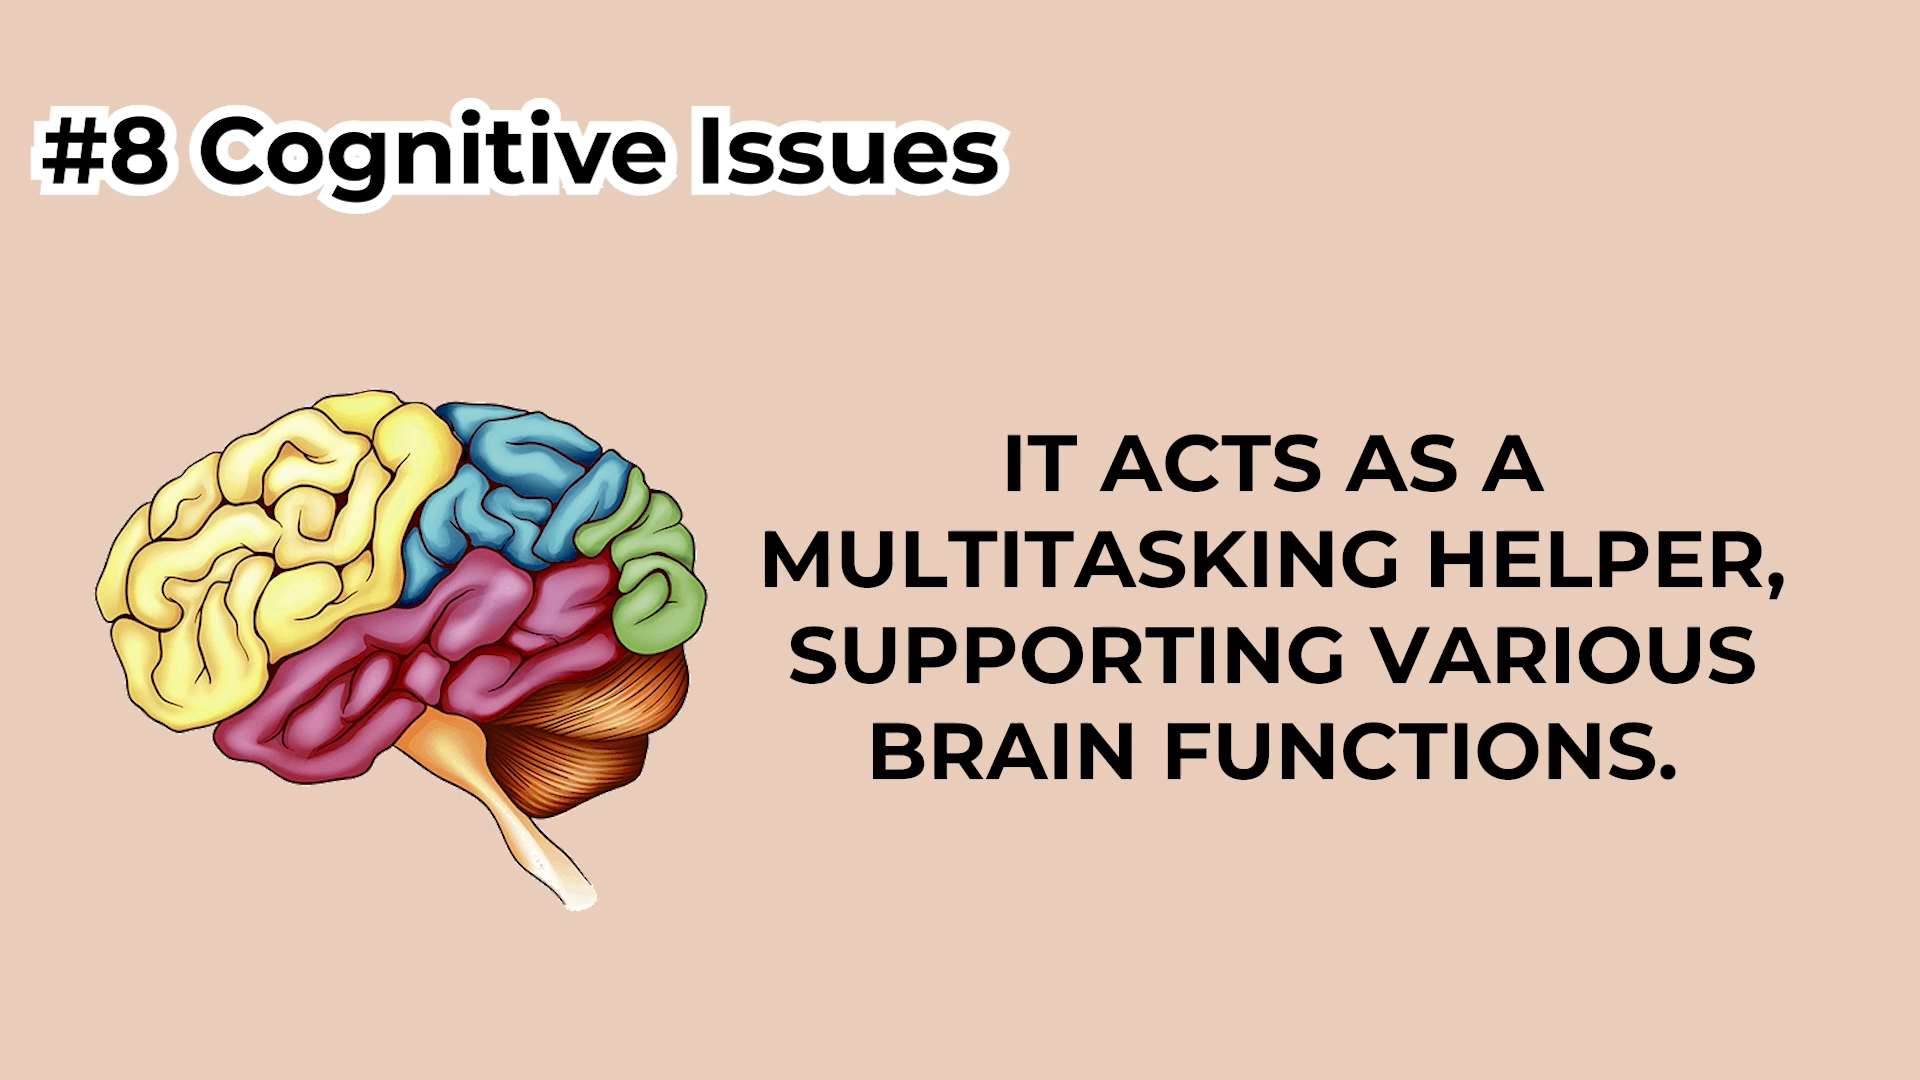 #8 Cognitive Issues
IT ACTS AS A
MULTITASKING HELPER,
SUPPORTING VARIOUS
BRAIN FUNCTIONS.